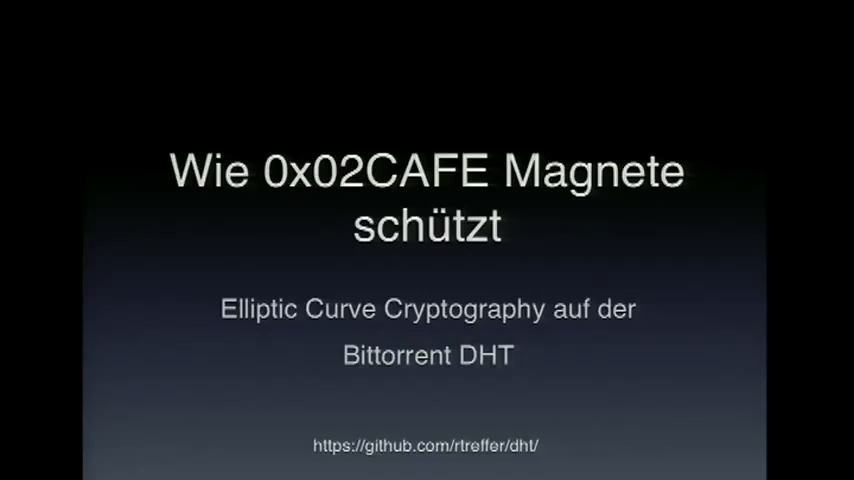 Wie 0x02CAFE Magnete
schützt
Elliptic Curve Cryptography auf der
Bittorrent DHT
https://github.com/rtreffer/dht/